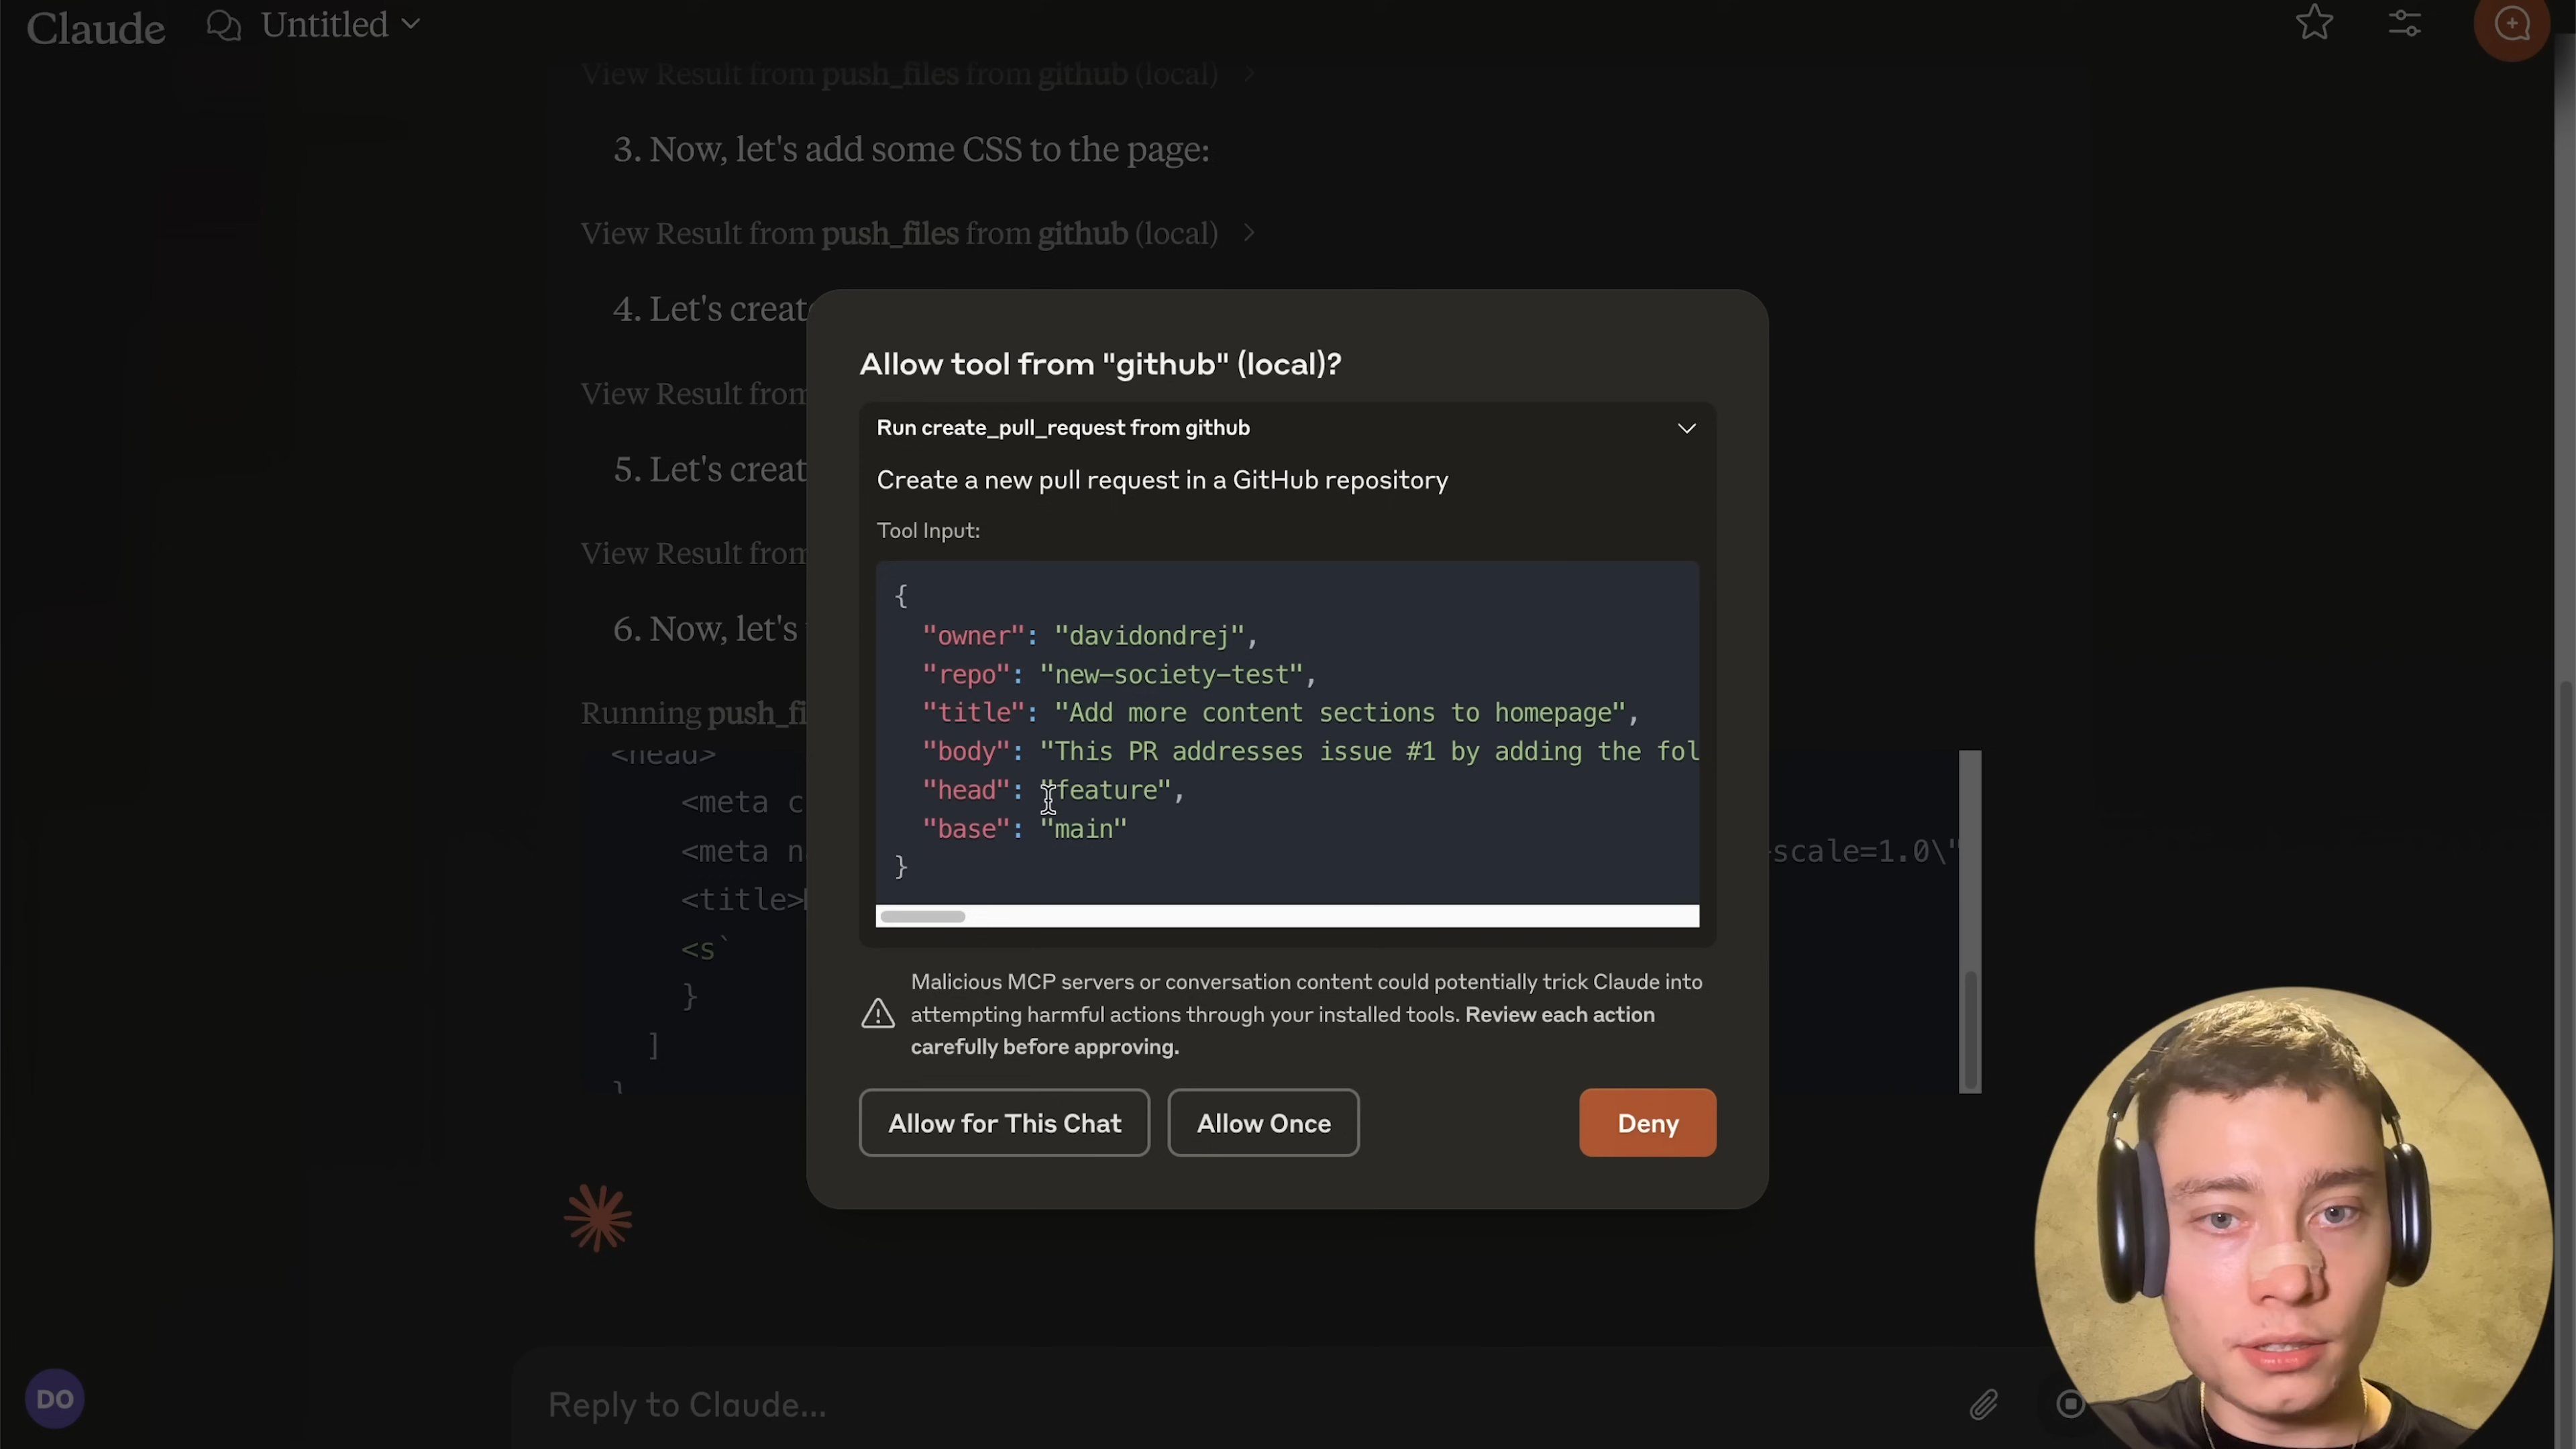 Claude
Untitled
View Result from push_files from github (local)
3. Now, let's add some CSS to the page:
View Result from push_files from github (local)
4. Let's creat
View Result from
5. Let's creat
View Result from
6. Now, let's
Running push_fi
<head>
<meta c
<meta n
-scale=1.0\"
<title>
<s`
}
]
Allow tool from "github" (local)?
Run create_pull_request from github
Create a new pull request in a GitHub repository
Tool Input:
{
"owner": "davidondrej",
"repo": "new-society-test",
"title": "Add more content sections to homepage",
"body": "This PR addresses issue #1 by adding the fol
"head": "feature",
"base": "main"
}
Malicious MCP servers or conversation content could potentially trick Claude into
attempting harmful actions through your installed tools. Review each action
carefully before approving.
Allow for This Chat
Allow Once
Deny
DO
Reply to Claude...